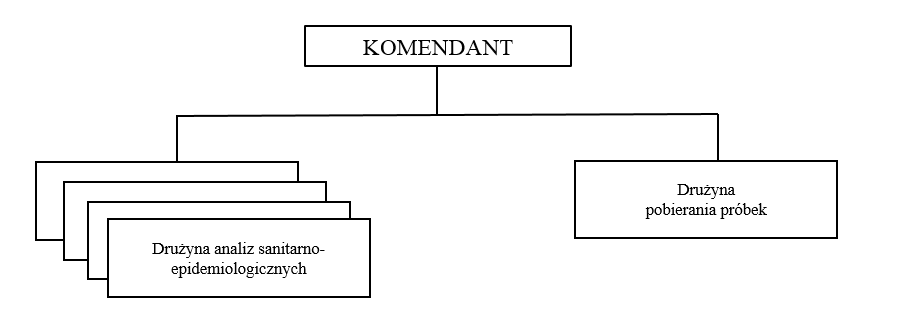 KOMENDANT
Drużyna
pobierania próbek
Drużyna analiz sanitarno-
epidemiologicznych